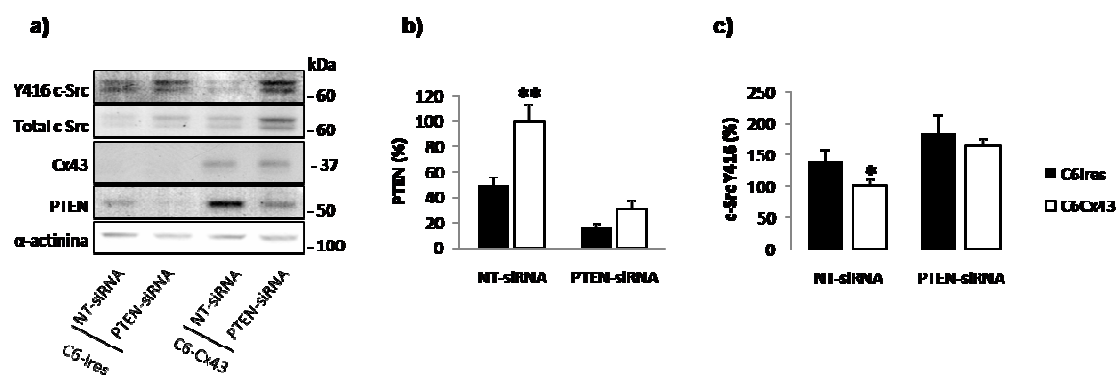 a)
kDa
Y416 c-Src
- 60
Total c Src
- 60
Cx43
- 37
PTEN
- 50
α-actinina
- 100
NT-siRNA
PTEN-siRNA
NT-siRNA
PTEN-siRNA
C6-Ires
C6-Cx43
b)
PTEN (%)
120
100
80
60
40
20
0
**
NT-siRNA
PTEN-siRNA
c)
c-Src Y416 (%)
250
200
150
100
50
0
*
NT-siRNA
PTEN-siRNA
C6Ires
C6Cx43